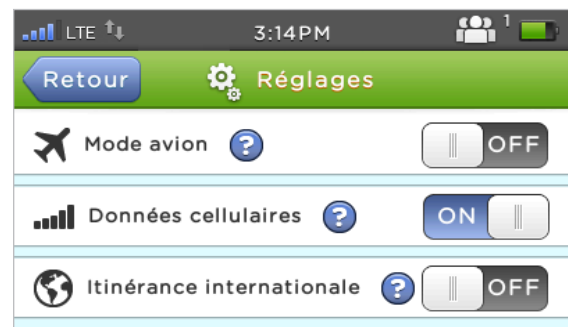 LTE 3:14PM 1
Retour Réglages
Mode avion ? OFF
Données cellulaires ? ON
Itinérance internationale ? OFF